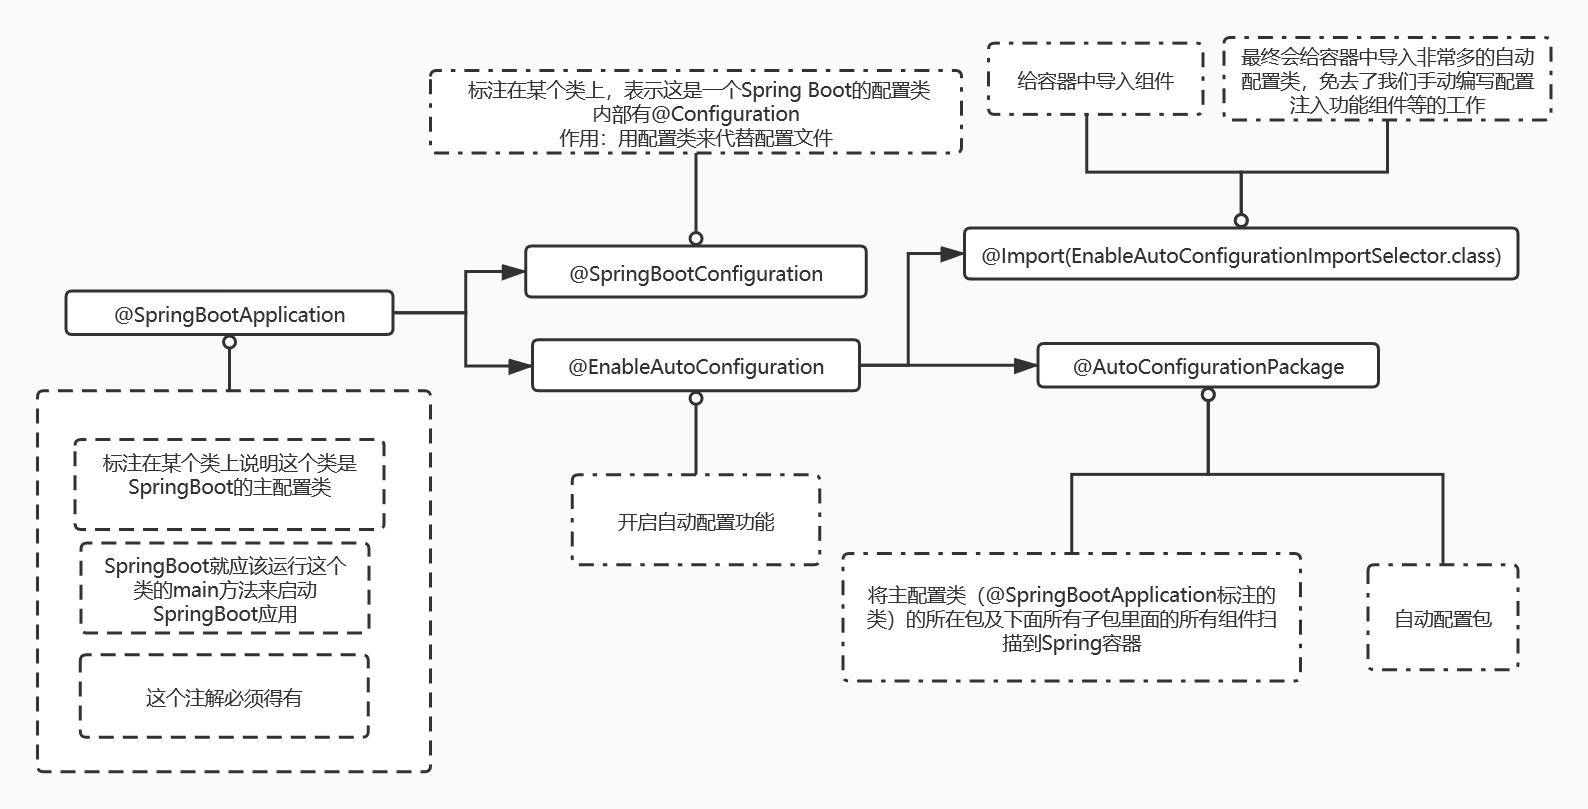 给容器中导入组件
最终会给容器中导入非常多的自动
配置类，免去了我们手动编写配置
注入功能组件等的工作
标注在某个类上，表示这是一个Spring Boot的配置类
内部有@Configuration
作用：用配置类来代替配置文件
@SpringBootApplication
@SpringBootConfiguration
@EnableAutoConfiguration
@Import(EnableAutoConfigurationImportSelector.class)
@AutoConfigurationPackage
标注在某个类上说明这个类是
SpringBoot的主配置类
SpringBoot就应该运行这个
类的main方法来启动
SpringBoot应用
这个注解必须得有
开启自动配置功能
将主配置类（@SpringBootApplication标注的
类）的所在包及下面所有子包里面的所有组件扫
描到Spring容器
自动配置包